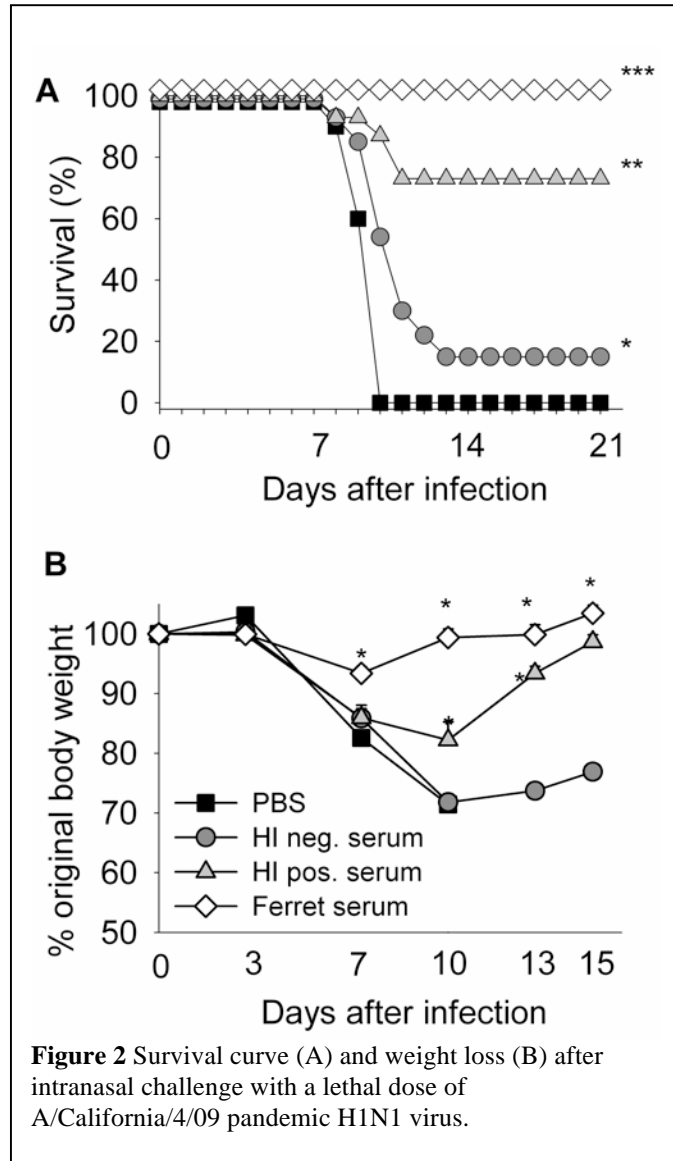 A
***
100
**
80
60
40
20
*
0
Survival (%)
0 7 14 21
Days after infection
B
*
*
*
*
100
*
90
*
80
70
60
50
% original body weight
PBS
HI neg. serum
HI pos. serum
Ferret serum
0 3 7 10 13 15
Days after infection
Figure 2 Survival curve (A) and weight loss (B) after
intranasal challenge with a lethal dose of
A/California/4/09 pandemic H1N1 virus.